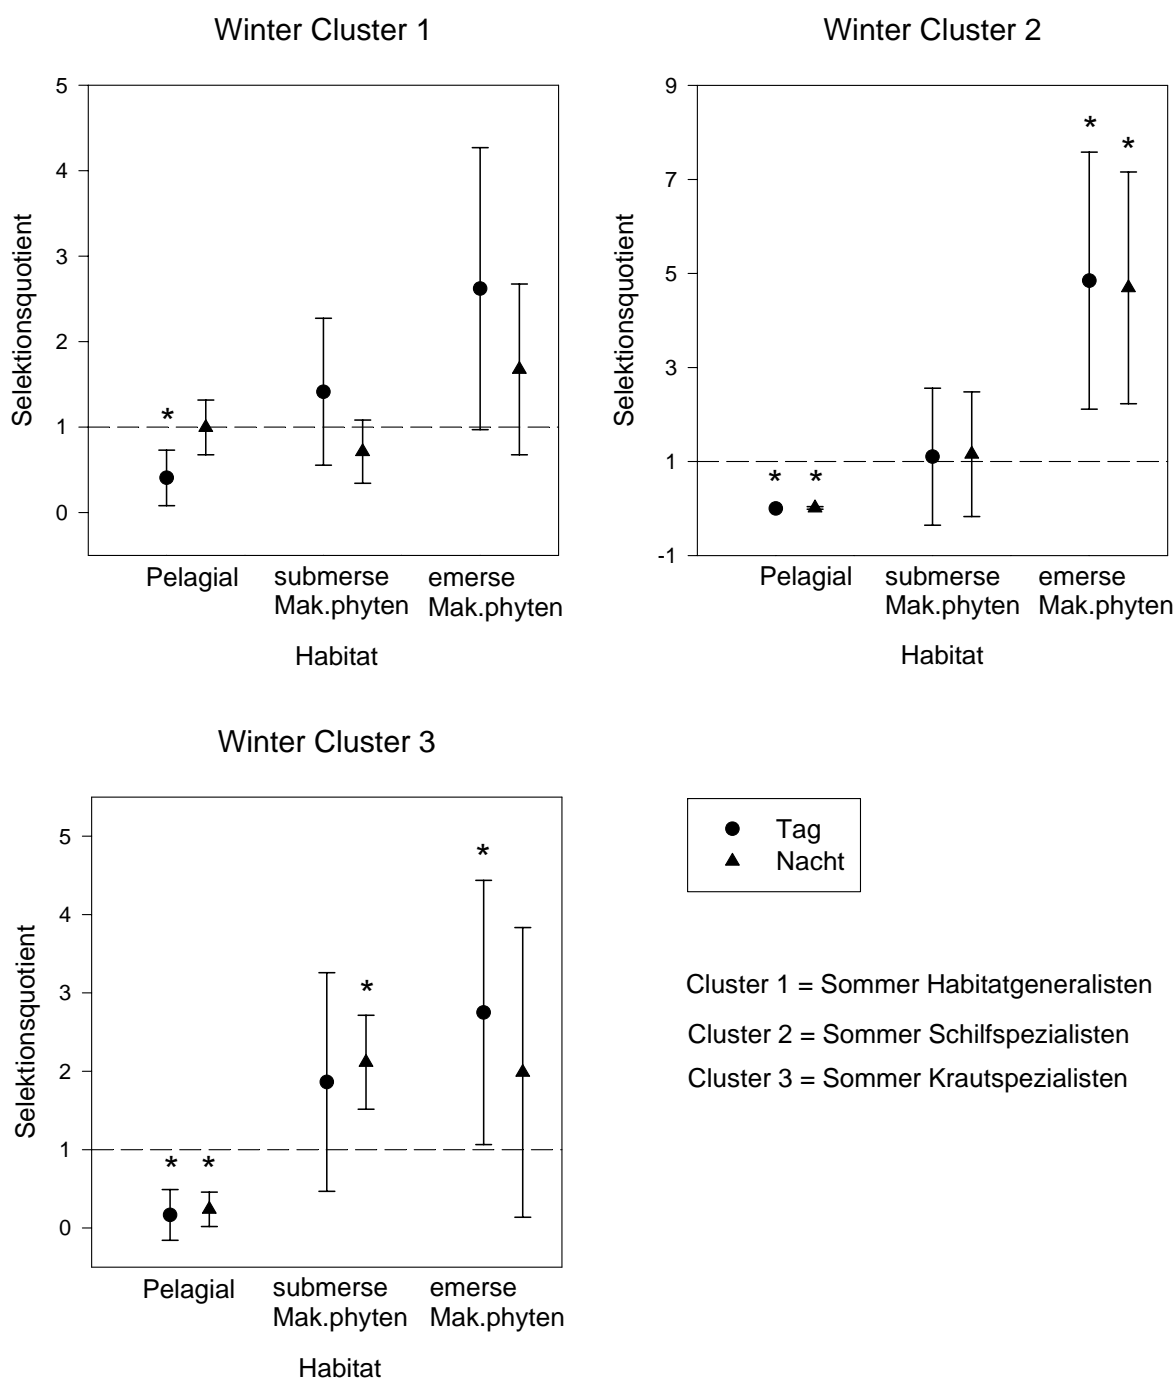 Winter Cluster 1
5
4
3
2
1
0
Selektionsquotient
*
Pelagial
submerse
Mak.phyten
emerse
Mak.phyten
Habitat
Winter Cluster 2
9
7
5
3
1
-1
Selektionsquotient
* *
* *
Pelagial
submerse
Mak.phyten
emerse
Mak.phyten
Habitat
Winter Cluster 3
5
4
3
2
1
0
Selektionsquotient
* *
*
*
Pelagial
submerse
Mak.phyten
emerse
Mak.phyten
Habitat
Tag
Nacht
Cluster 1 = Sommer Habitatgeneralisten
Cluster 2 = Sommer Schilfspezialisten
Cluster 3 = Sommer Krautspezialisten